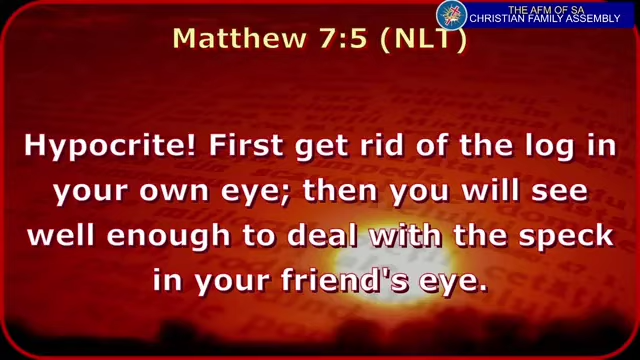 THE AFM OF SA
CHRISTIAN FAMILY ASSEMBLY
Matthew 7:5 (NLT)
Hypocrite! First get rid of the log in
your own eye; then you will see
well enough to deal with the speck
in your friend's eye.